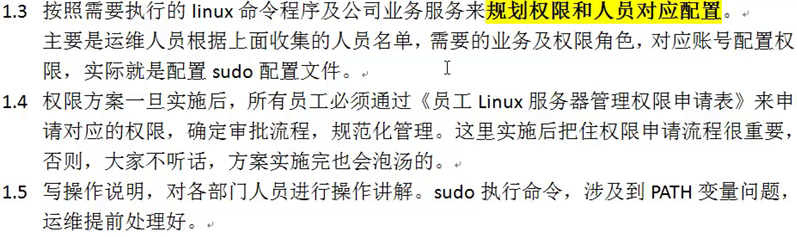 1.3 按照需要执行的 linux 命令程序及公司业务服务来规划权限和人员对应配置。
主要是运维人员根据上面收集的人员名单，需要的业务及权限角色，对应账号配置权
限，实际就是配置 sudo 配置文件。
1.4 权限方案一旦实施后，所有员工必须通过《员工 Linux 服务器管理权限申请表》来申
请对应的权限，确定审批流程，规范化管理。这里实施后把住权限申请流程很重要，
否则，大家不听话，方案实施完也会泡汤的。
1.5 写操作说明，对各部门人员进行操作讲解。sudo 执行命令，涉及到 PATH 变量问题，
运维提前处理好。